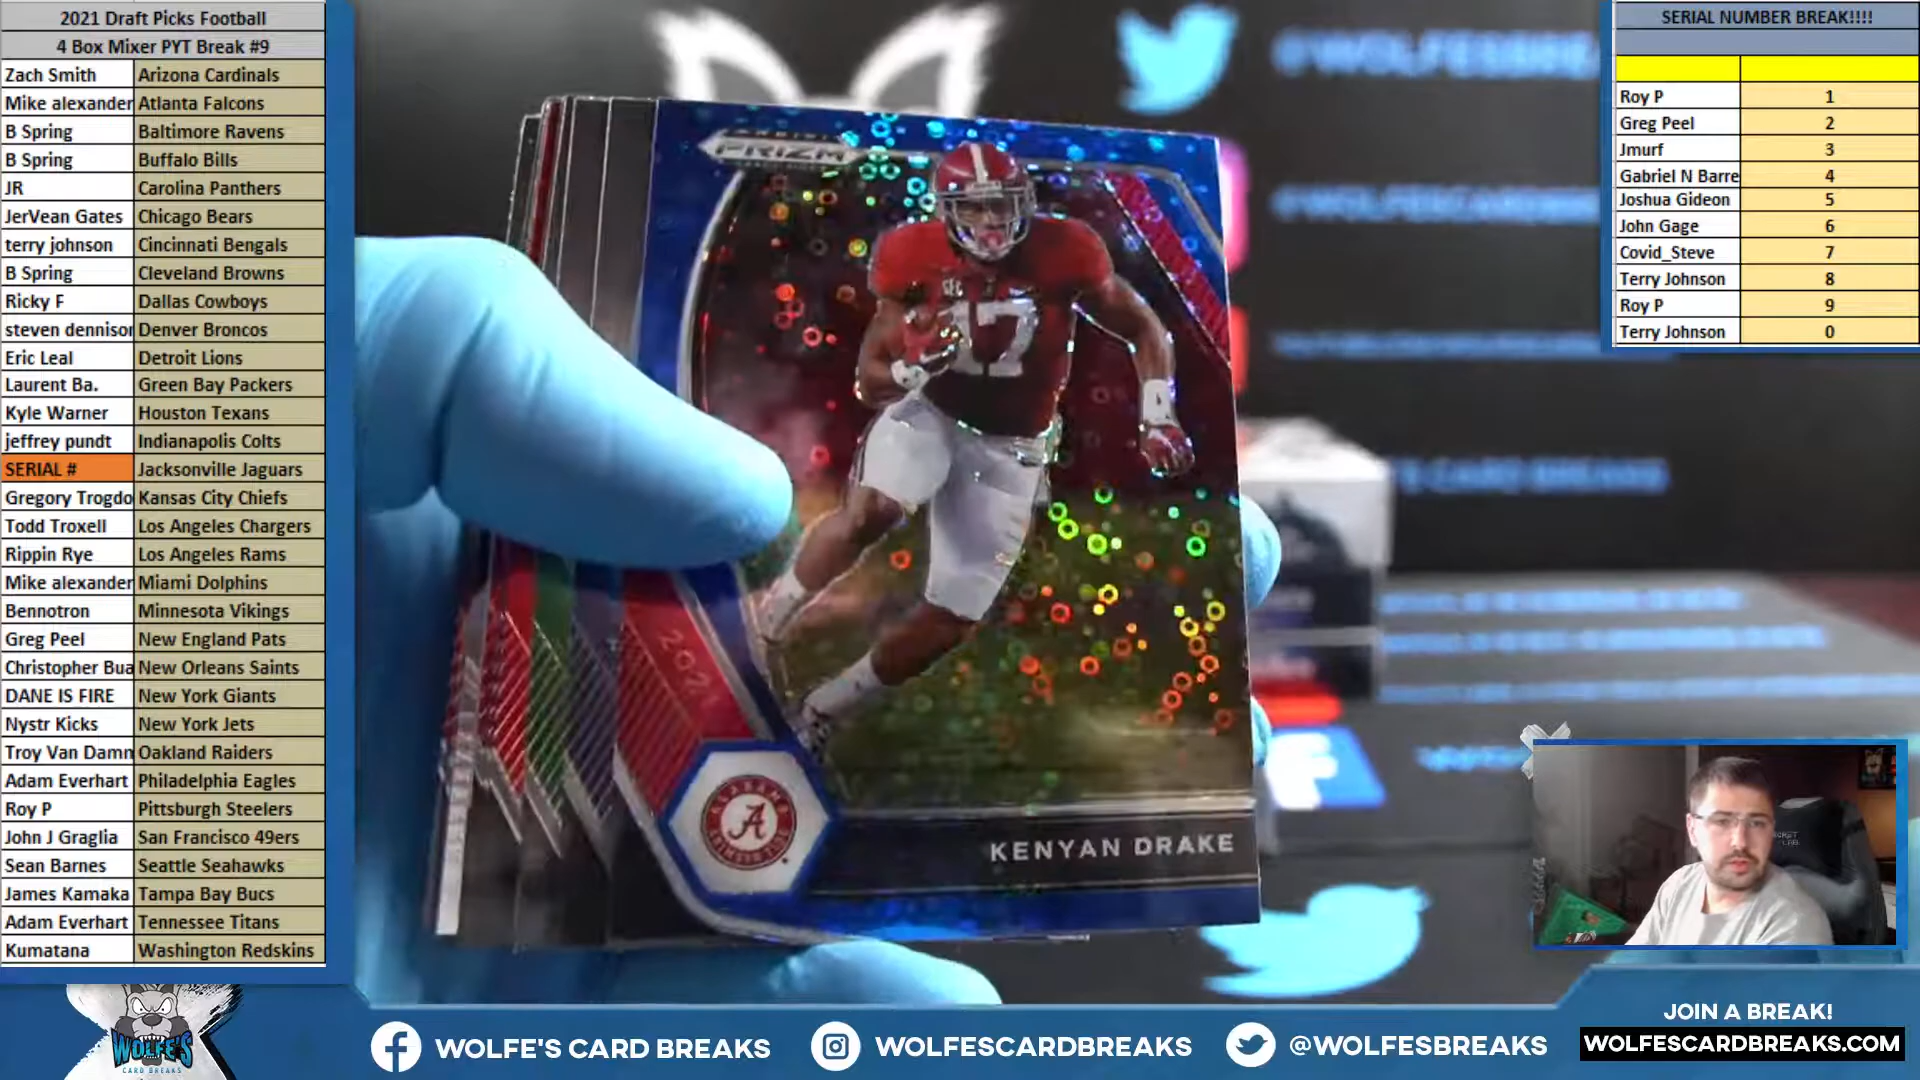 2021 Draft Picks Football
4 Box Mixer PYT Break #9
Zach Smith Arizona Cardinals
Mike alexander Atlanta Falcons
B Spring Baltimore Ravens
B Spring Buffalo Bills
JR Carolina Panthers
JerVean Gates Chicago Bears
terry johnson Cincinnati Bengals
B Spring Cleveland Browns
Ricky F Dallas Cowboys
steven dennison Denver Broncos
Eric Leal Detroit Lions
Laurent Ba. Green Bay Packers
Kyle Warner Houston Texans
jeffrey pundt Indianapolis Colts
SERIAL # Jacksonville Jaguars
Gregory Trogdo Kansas City Chiefs
Todd Troxell Los Angeles Chargers
Rippin Rye Los Angeles Rams
Mike alexander Miami Dolphins
Bennotron Minnesota Vikings
Greg Peel New England Pats
Christopher Bua New Orleans Saints
DANE IS FIRE New York Giants
Nystr Kicks New York Jets
Troy Van Damn Oakland Raiders
Adam Everhart Philadelphia Eagles
Roy P Pittsburgh Steelers
John J Graglia San Francisco 49ers
Sean Barnes Seattle Seahawks
James Kamaka Tampa Bay Bucs
Adam Everhart Tennessee Titans
Kumatana Washington Redskins
SERIAL NUMBER BREAK!!!!
Roy P 1
Greg Peel 2
Jmurf 3
Gabriel N Barre 4
Joshua Gideon 5
John Gage 6
Covid_Steve 7
Terry Johnson 8
Roy P 9
Terry Johnson 0
@WOLFESBREA
PRIZM
17
ALABAMA
A
KENYAN DRAKE
CARD BREAKS
WOLFE'S
CARD BREAKS
WOLFE'S CARD BREAKS
WOLFESCARDBREAKS
@WOLFESBREAKS
JOIN A BREAK!
WOLFESCARDBREAKS.COM